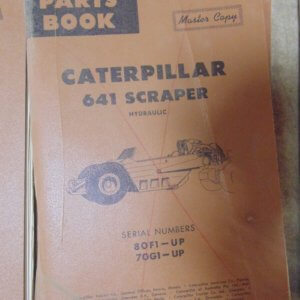 PARTS
BOOK
Master Copy
CATERPILLAR
641 SCRAPER
HYDRAULIC
SERIAL NUMBERS
80F1-UP
70G1-UP